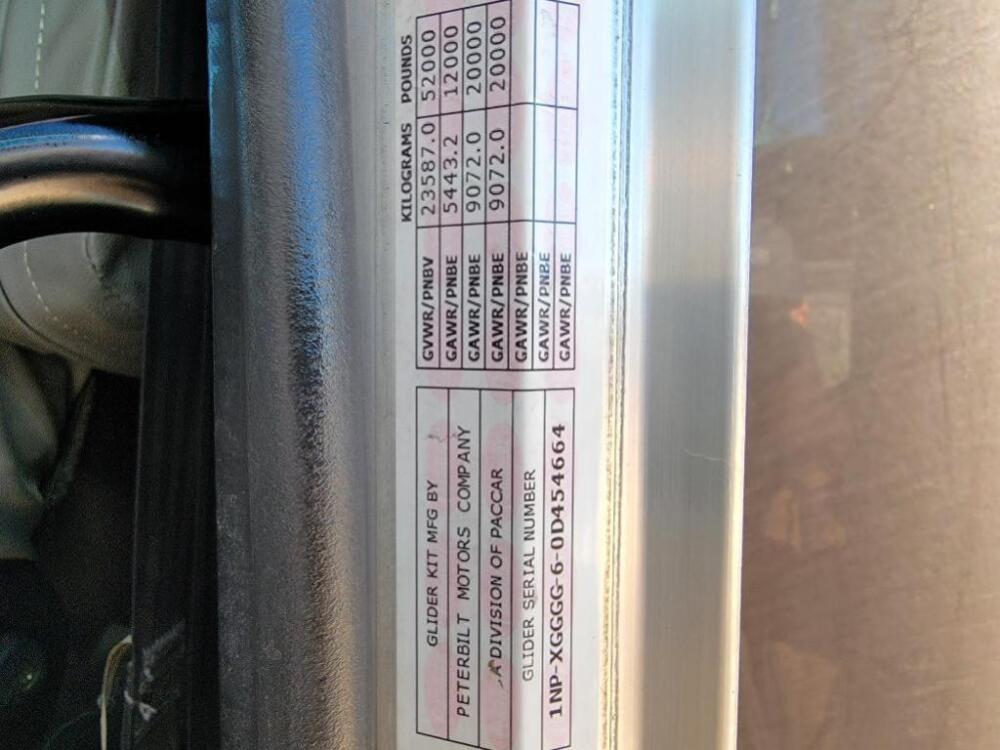 GLIDER KIT MFG BY
PETERBILT MOTORS COMPANY
A DIVISION OF PACCAR
GLIDER SERIAL NUMBER
1NP-XGGGG-6-0D454664
KILOGRAMS POUNDS
GVWR/PNBV 23587.0 52000
GAWR/PNBE 5443.2 12000
GAWR/PNBE 9072.0 20000
GAWR/PNBE 9072.0 20000
GAWR/PNBE
GAWR/PNBE
GAWR/PNBE